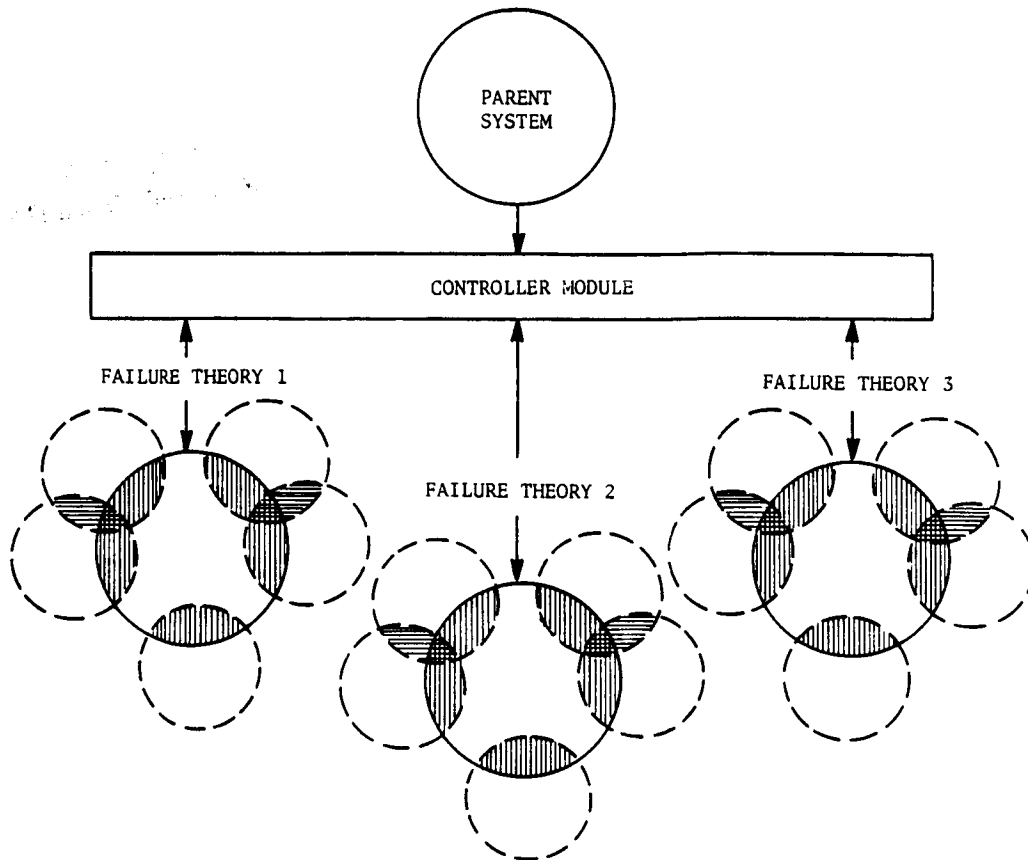 PARENT
SYSTEM
CONTROLLER MODULE
FAILURE THEORY 1
FAILURE THEORY 3
FAILURE THEORY 2